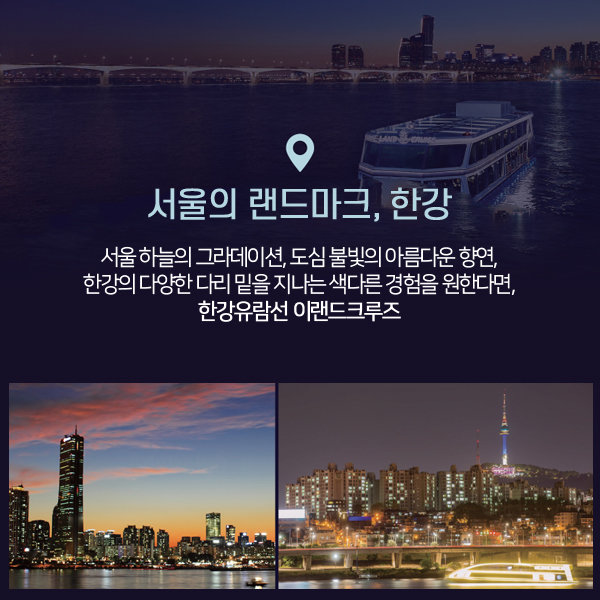 E·LAND CRUISE
서울의 랜드마크, 한강
서울 하늘의 그라데이션, 도심 불빛의 아름다운 향연,
한강의 다양한 다리 밑을 지나는 색다른 경험을 원한다면,
한강유람선 이랜드크루즈